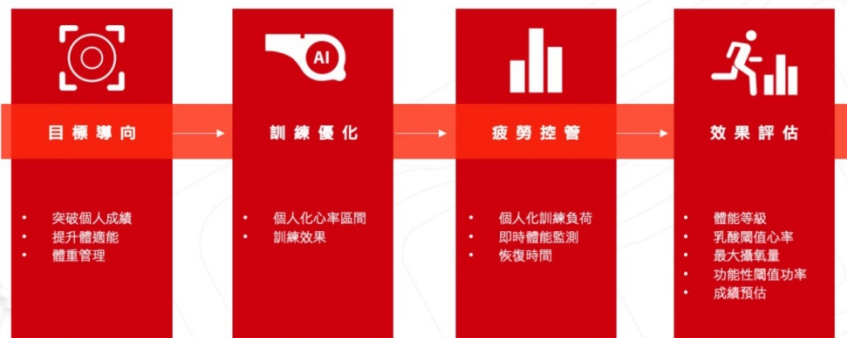 AI
目標導向
訓練優化
疲勞控管
效果評估
• 突破個人成績
• 提升體適能
• 體重管理
• 個人化心率區間
• 訓練效果
• 個人化訓練負荷
• 即時體能監測
• 恢復時間
• 體能等級
• 乳酸閾值心率
• 最大攝氧量
• 功能性閾值功率
• 成績預估